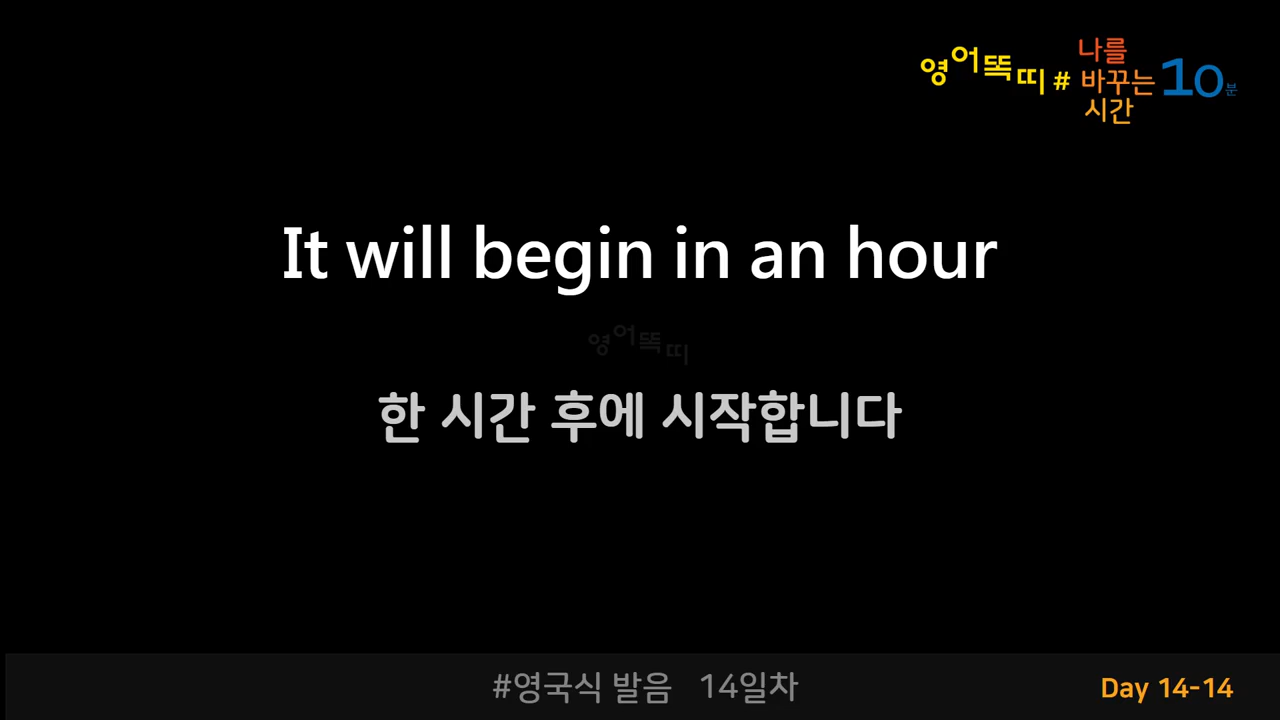 영어똑띠 # 나를 바꾸는 시간 10분
It will begin in an hour
영어똑띠
한 시간 후에 시작합니다
#영국식 발음 14일차
Day 14-14